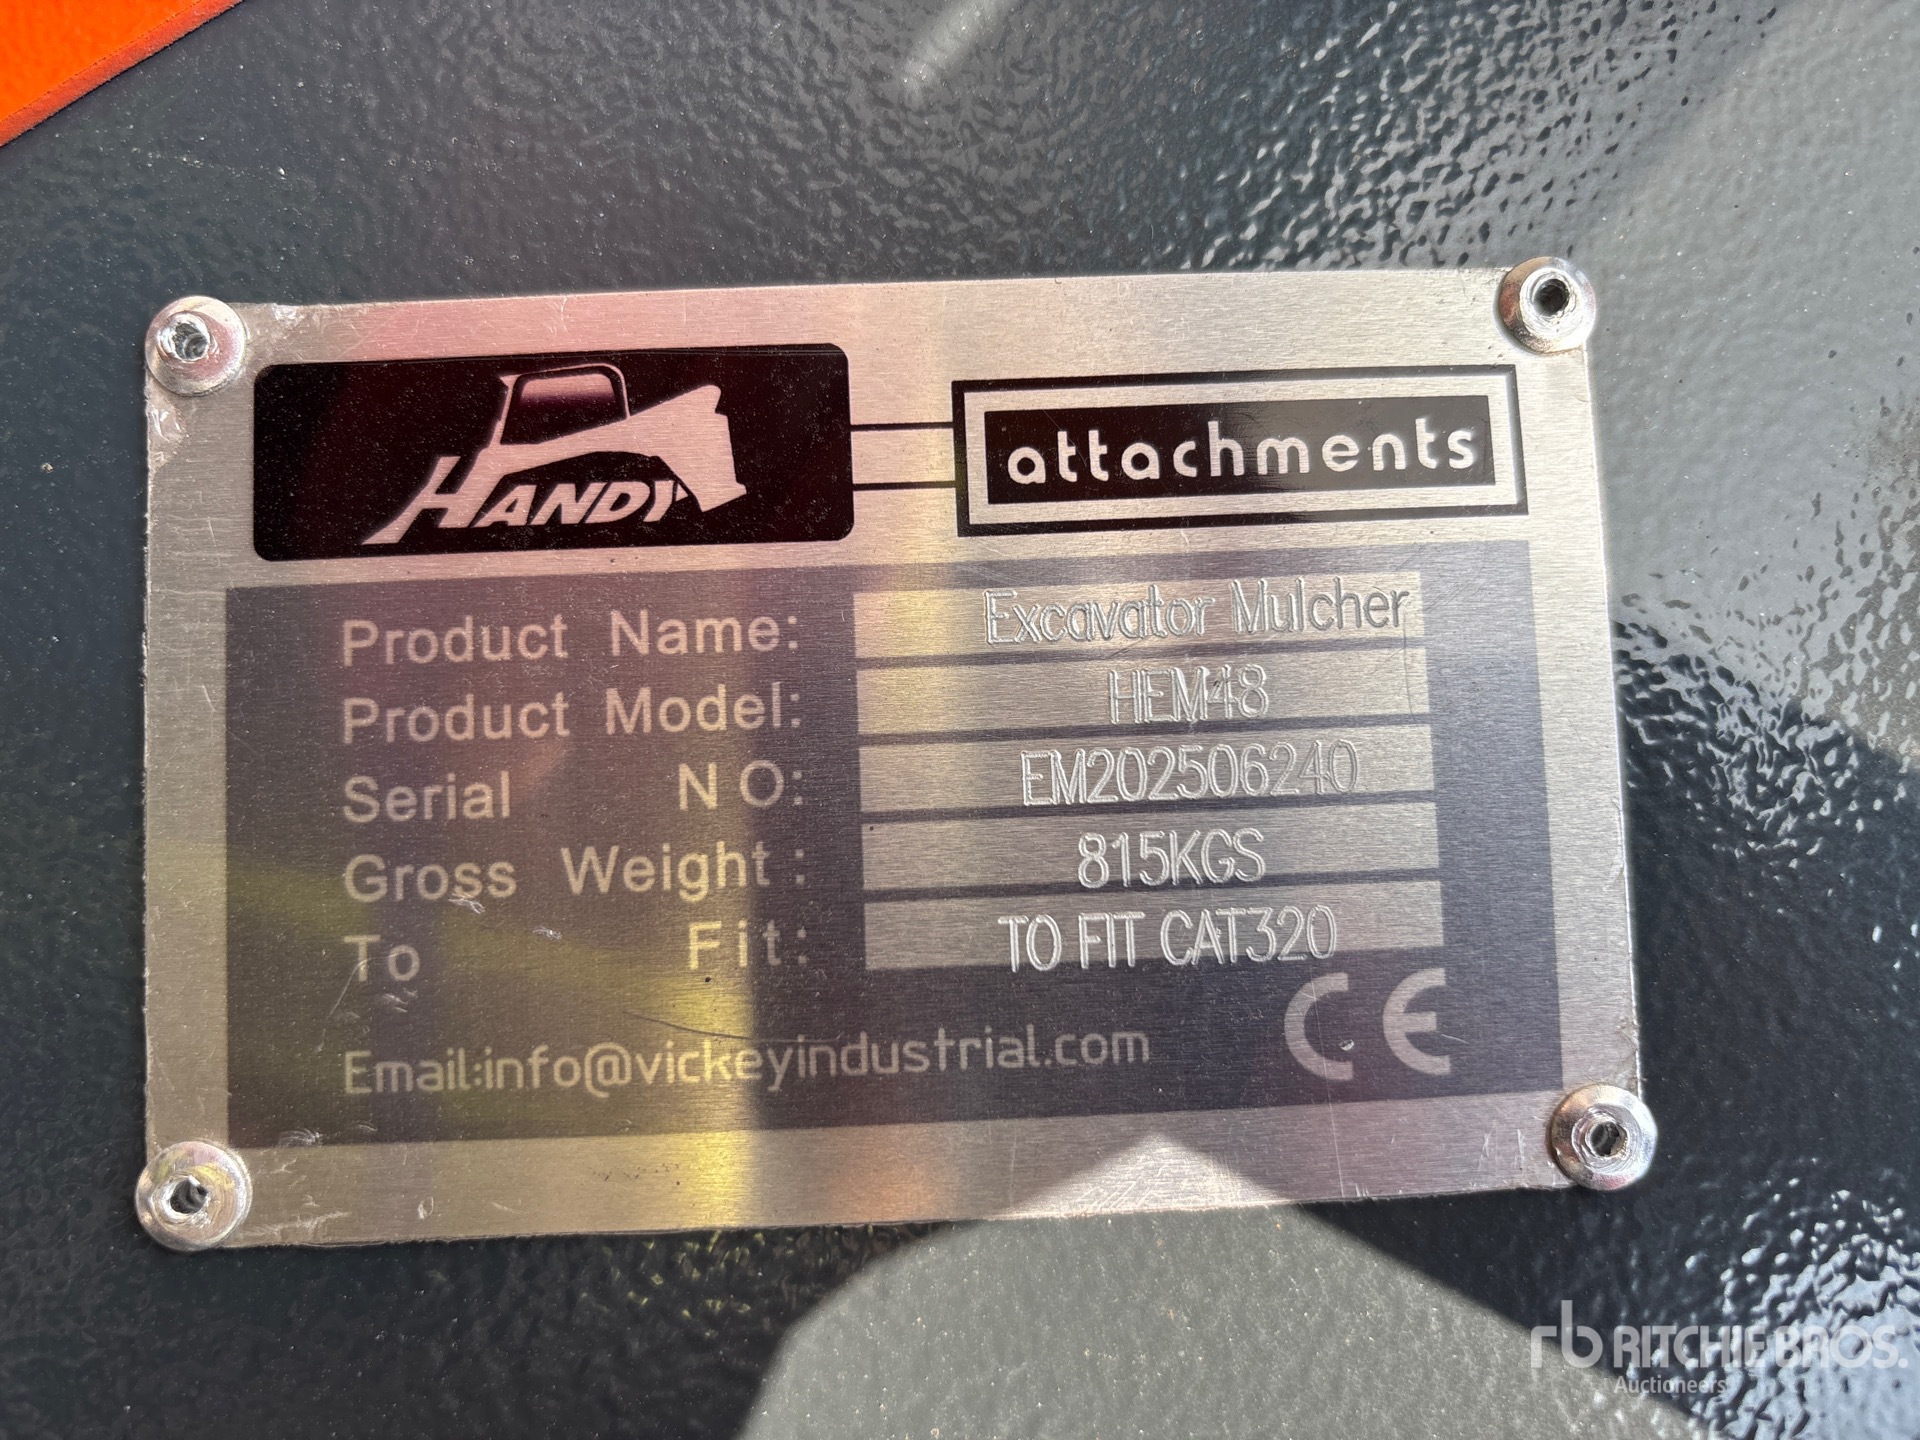 HANDY
attachments
Product Name: Excavator Mulcher
Product Model: HEM48
Serial NO: EM202506240
Gross Weight: 815KGS
To Fit: TO FIT CAT320
Email:info@vickeyindustrial.com
CE
rb RITCHIE BROS.
Auctioneers